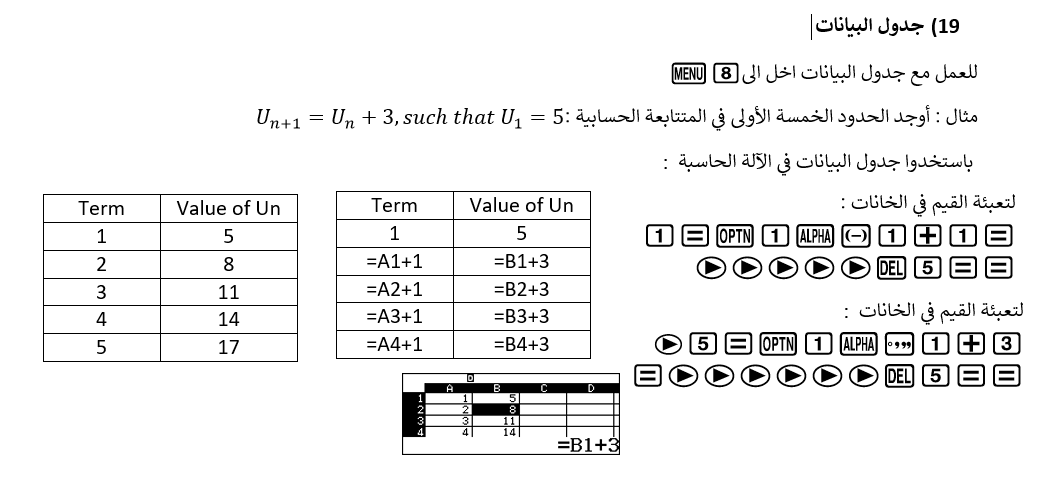 19) جدول البيانات
للعمل مع جدول البيانات اخل الى MENU 8
مثال : أوجد الحدود الخمسة الأولى في المتتابعة الحسابية : Uₙ₊₁ = Uₙ + 3, such that U₁ = 5
باستخدوا جدول البيانات في الآلة الحاسبة :
لتعبئة القيم في الخانات :
1 = OPTN 1 ALPHA (−) 1 + 1 =
▶ ▶ ▶ ▶ ▶ DEL 5 = =
لتعبئة القيم في الخانات :
▶ 5 = OPTN 1 ALPHA °,,, 1 + 3
= ▶ ▶ ▶ ▶ ▶ ▶ DEL 5 = =
Term Value of Un
1 5
=A1+1 =B1+3
=A2+1 =B2+3
=A3+1 =B3+3
=A4+1 =B4+3
Term Value of Un
1 5
2 8
3 11
4 14
5 17
D
A B C D
1 1 5
2 2 8
3 3 11
4 4 14
=B1+3